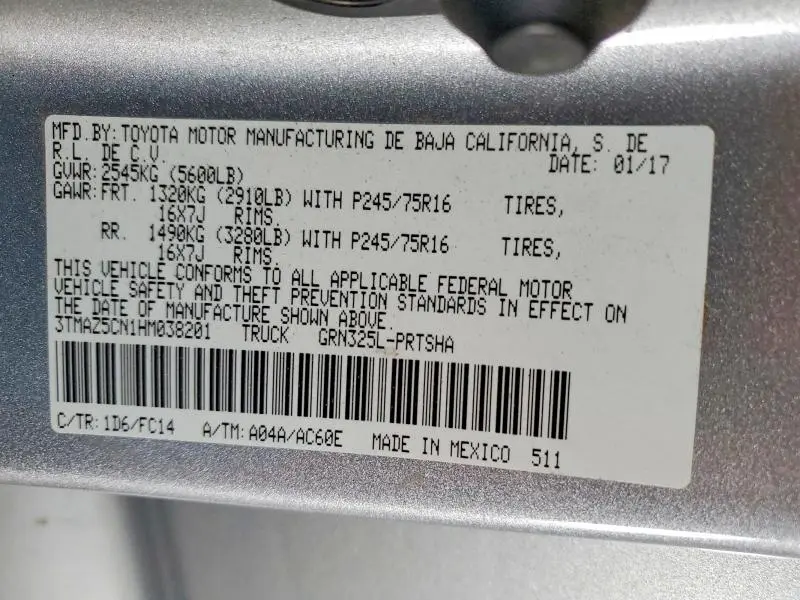 MFD.BY:TOYOTA MOTOR MANUFACTURING DE BAJA CALIFORNIA, S. DE
R.L. DE C.V. DATE: 01/17
GVWR:2545KG (5600LB)
GAWR:FRT. 1320KG (2910LB) WITH P245/75R16 TIRES,
16X7J RIMS.
RR. 1490KG (3280LB) WITH P245/75R16 TIRES,
16X7J RIMS.
THIS VEHICLE CONFORMS TO ALL APPLICABLE FEDERAL MOTOR
VEHICLE SAFETY AND THEFT PREVENTION STANDARDS IN EFFECT ON
THE DATE OF MANUFACTURE SHOWN ABOVE.
3TMAZ5CN1HM038201 TRUCK GRN325L-PRTSHA
C/TR:1D6/FC14 A/TM:A04A/AC60E MADE IN MEXICO 511